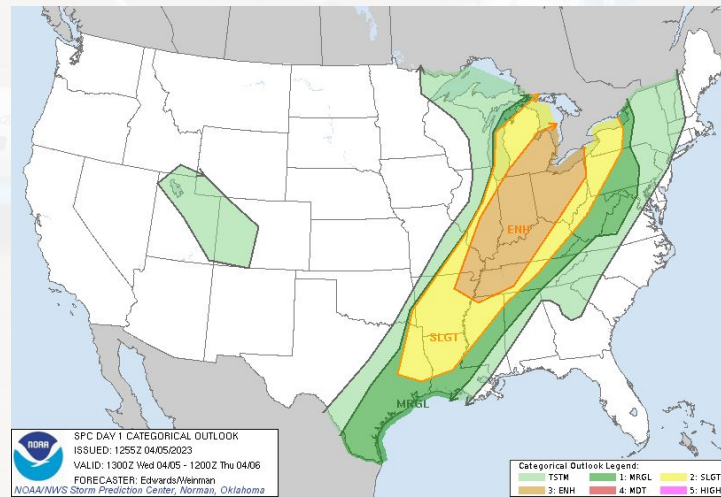 ENH
SLGT
MRGL
NOAA
SPC DAY 1 CATEGORICAL OUTLOOK
ISSUED: 1255Z 04/05/2023
VALID: 1300Z Wed 04/05 - 1200Z Thu 04/06
FORECASTER: Edwards/Weinman
NOAA/NWS Storm Prediction Center, Norman, Oklahoma
Categorical Outlook Legend:
TSTM 1: MRGL 2: SLGT
3: ENH 4: MDT 5: HIGH